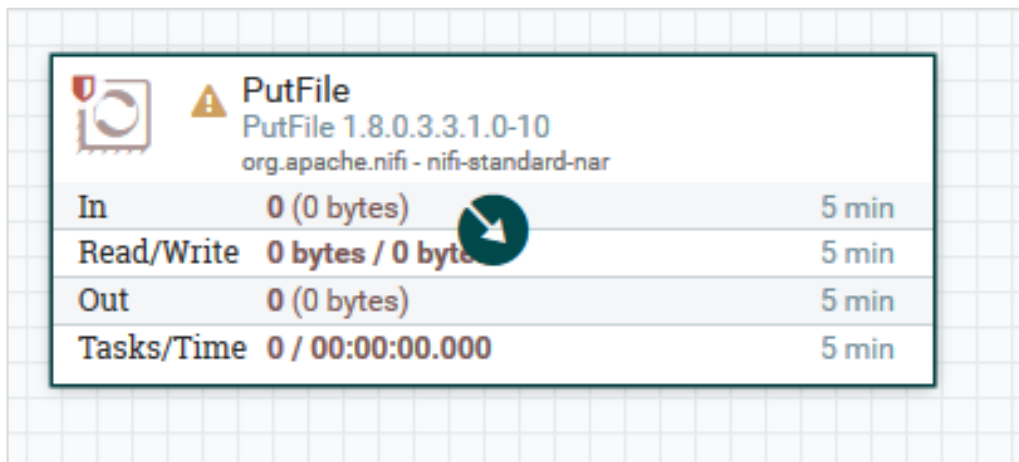 PutFile
PutFile 1.8.0.3.3.1.0-10
org.apache.nifi - nifi-standard-nar
In 0 (0 bytes) 5 min
Read/Write 0 bytes / 0 5 min
Out 0 (0 bytes) 5 min
Tasks/Time 0 / 00:00:00.000 5 min